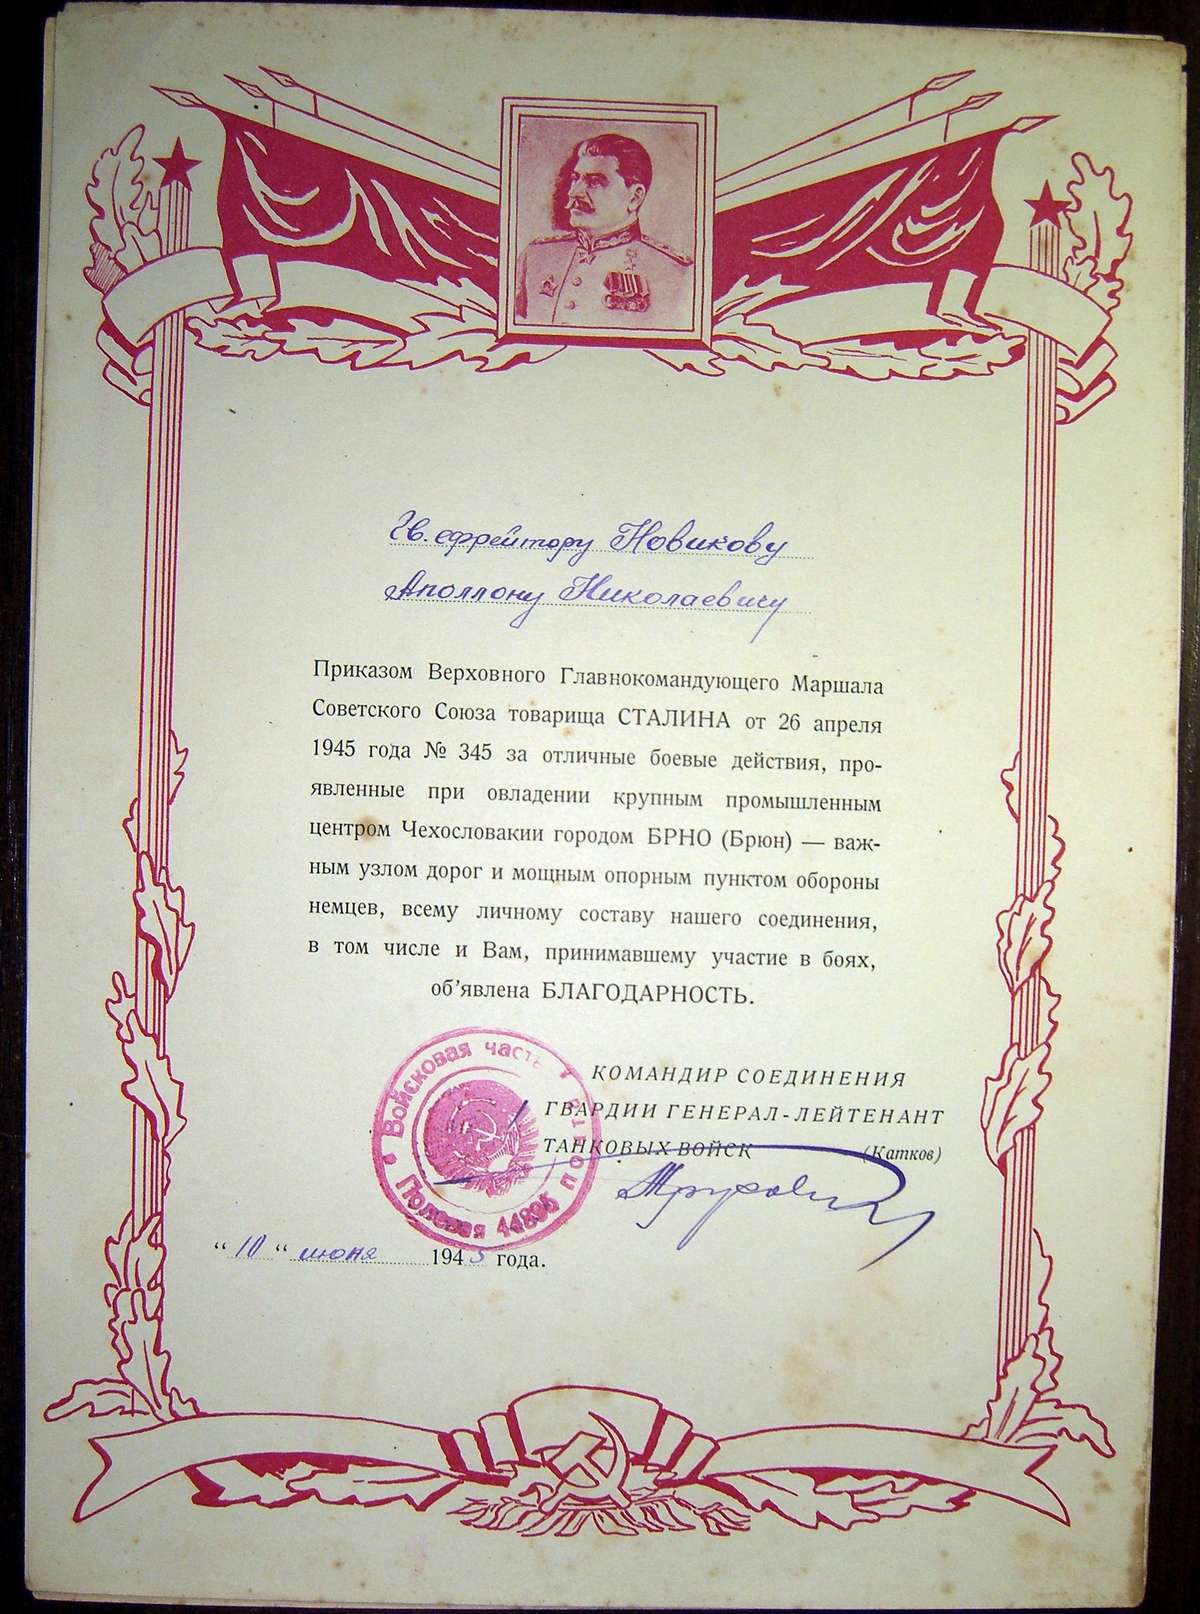 Гв. ефрейтору Новикову
Аполлону Николаевичу
Приказом Верховного Главнокомандующего Маршала
Советского Союза товарища СТАЛИНА от 26 апреля
1945 года № 345 за отличные боевые действия, про-
явленные при овладении крупным промышленным
центром Чехословакии городом БРНО (Брюн) — важ-
ным узлом дорог и мощным опорным пунктом обороны
немцев, всему личному составу нашего соединения,
в том числе и Вам, принимавшему участие в боях,
об’явлена БЛАГОДАРНОСТЬ.
КОМАНДИР СОЕДИНЕНИЯ
ГВАРДИИ ГЕНЕРАЛ-ЛЕЙТЕНАНТ
ТАНКОВЫХ ВОЙСК (Катков)
Войсковая часть
Полевая почта
"10" июня 1945 года.